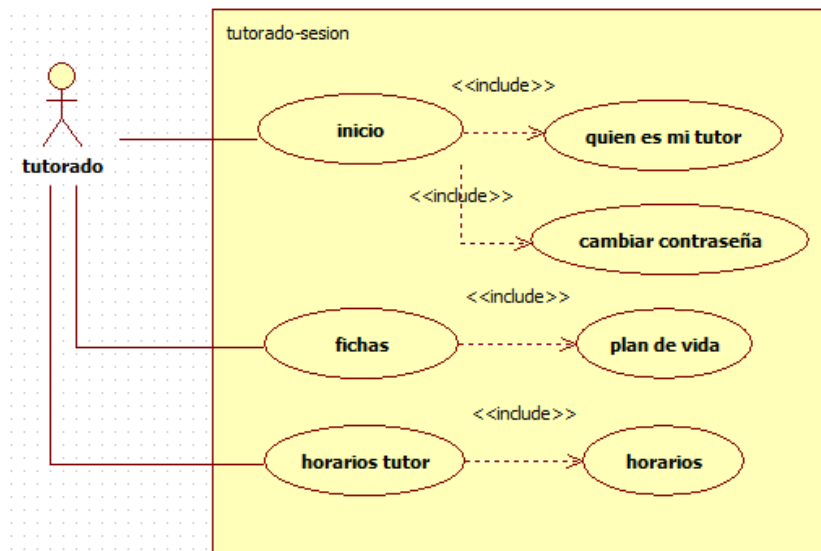 tutorado-sesion
<<include>>
inicio
quien es mi tutor
tutorado
<<include>>
cambiar contraseña
<<include>>
fichas
plan de vida
<<include>>
horarios tutor
horarios